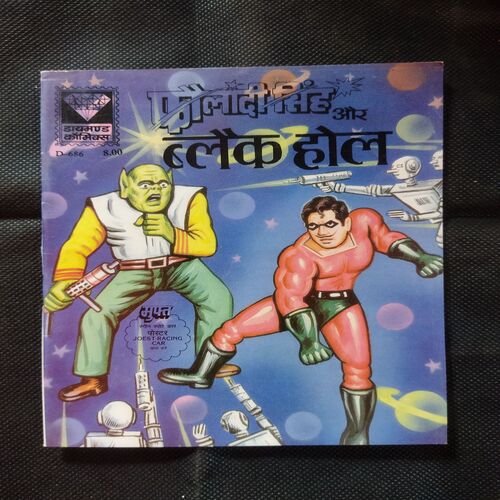 डायमण्ड
कॉमिक्स
D-686 8.00
फौलादी सिंह
और
ब्लैक होल
मुफ्त
पोस्टर
JOEST-RACING
CAR